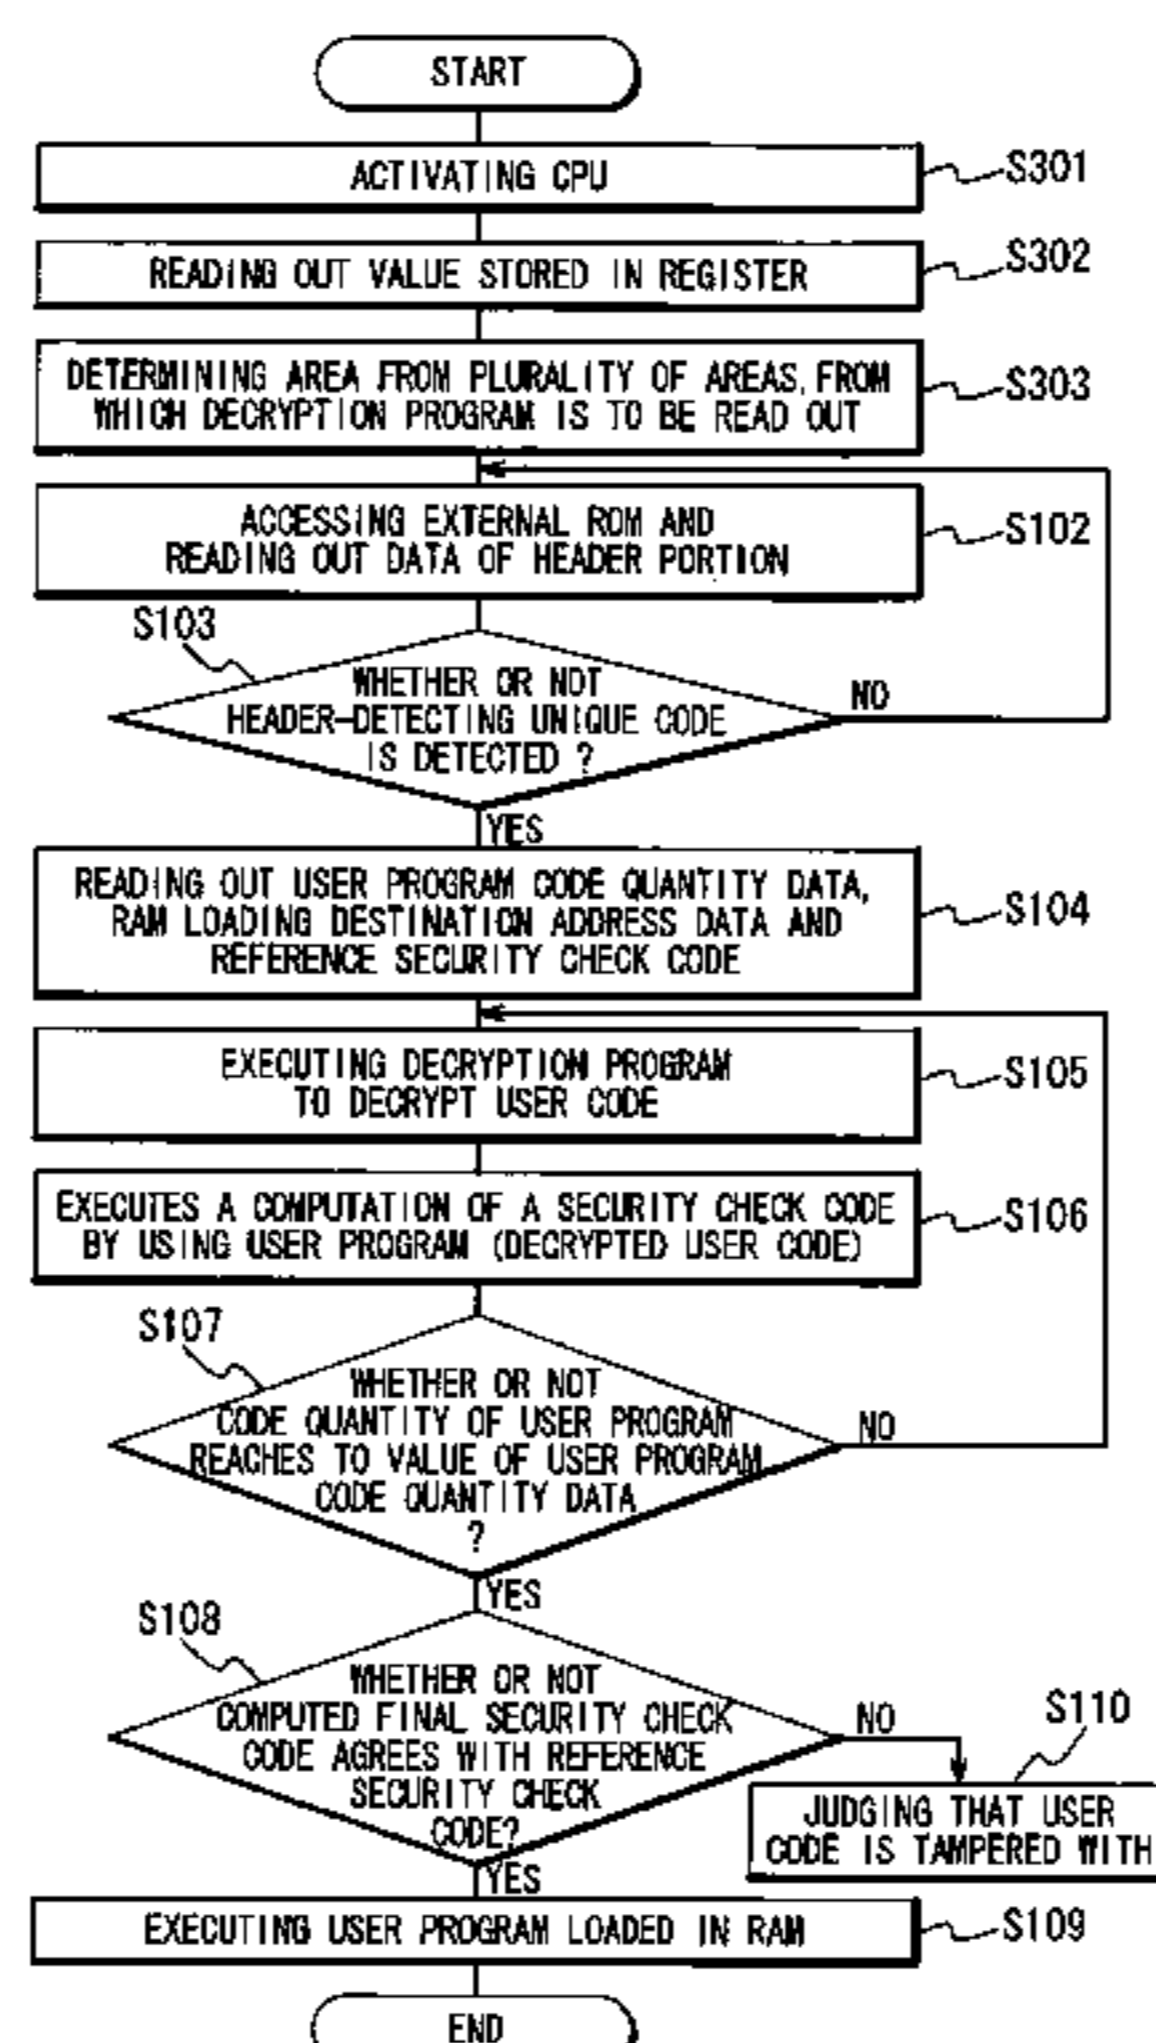 START
ACTIVATING CPU
S301
READING OUT VALUE STORED IN REGISTER
S302
DETERMINING AREA FROM PLURALITY OF AREAS, FROM
WHICH DECRYPTION PROGRAM IS TO BE READ OUT
S303
ACCESSING EXTERNAL ROM AND
READING OUT DATA OF HEADER PORTION
S102
S103
WHETHER OR NOT
HEADER-DETECTING UNIQUE CODE
IS DETECTED ?
NO
YES
READING OUT USER PROGRAM CODE QUANTITY DATA,
RAM LOADING DESTINATION ADDRESS DATA AND
REFERENCE SECURITY CHECK CODE
S104
EXECUTING DECRYPTION PROGRAM
TO DECRYPT USER CODE
S105
EXECUTES A COMPUTATION OF A SECURITY CHECK CODE
BY USING USER PROGRAM (DECRYPTED USER CODE)
S106
S107
WHETHER OR NOT
CODE QUANTITY OF USER PROGRAM
REACHES TO VALUE OF USER PROGRAM
CODE QUANTITY DATA
?
NO
YES
S108
WHETHER OR NOT
COMPUTED FINAL SECURITY CHECK
CODE AGREES WITH REFERENCE
SECURITY CHECK
CODE?
NO
S110
JUDGING THAT USER
CODE IS TAMPERED WITH
YES
EXECUTING USER PROGRAM LOADED IN RAM
S109
END